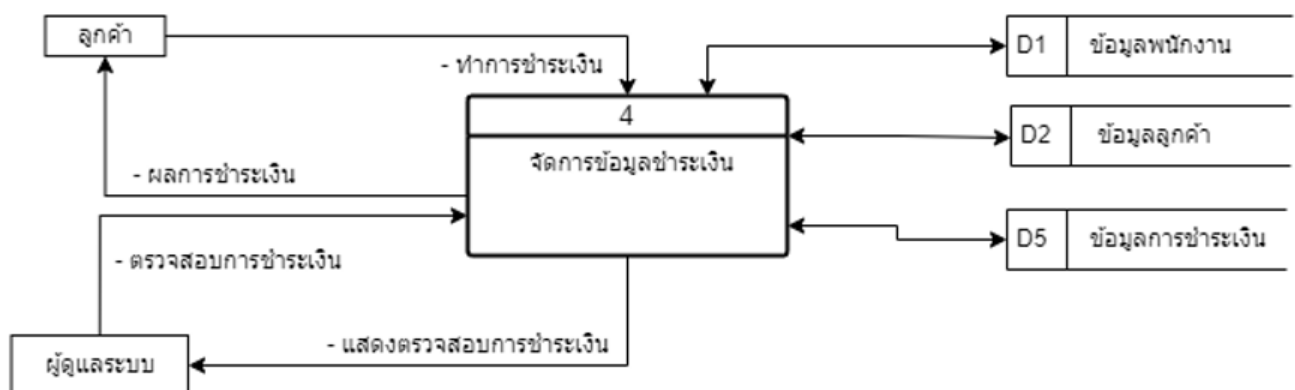 ลูกค้า
- ทำการชำระเงิน
D1 ข้อมูลพนักงาน
4
D2 ข้อมูลลูกค้า
จัดการข้อมูลชำระเงิน
- ผลการชำระเงิน
D5 ข้อมูลการชำระเงิน
- ตรวจสอบการชำระเงิน
- แสดงตรวจสอบการชำระเงิน
ผู้ดูแลระบบ